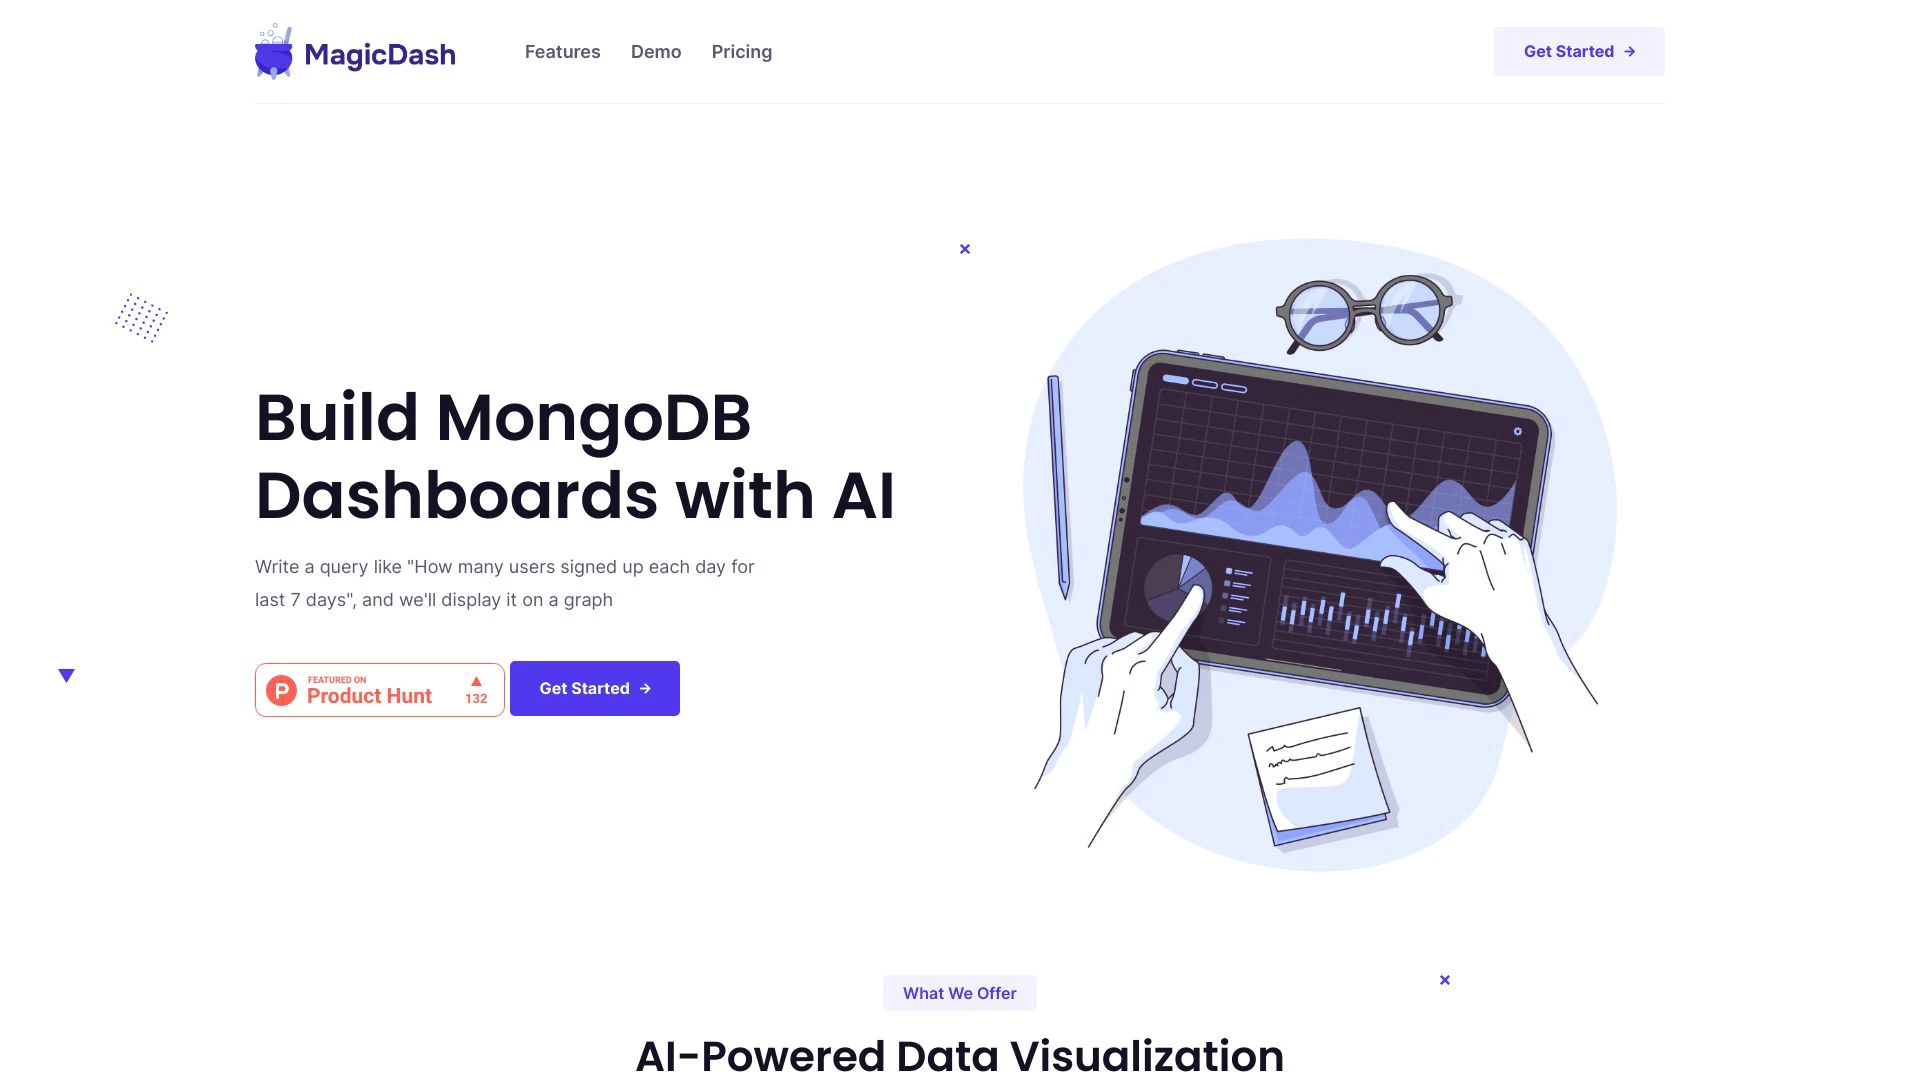 MagicDash
Features
Demo
Pricing
Get Started →
Build MongoDB
Dashboards with AI
Write a query like "How many users signed up each day for
last 7 days", and we'll display it on a graph
FEATURED ON
Product Hunt
132
Get Started →
What We Offer
AI-Powered Data Visualization